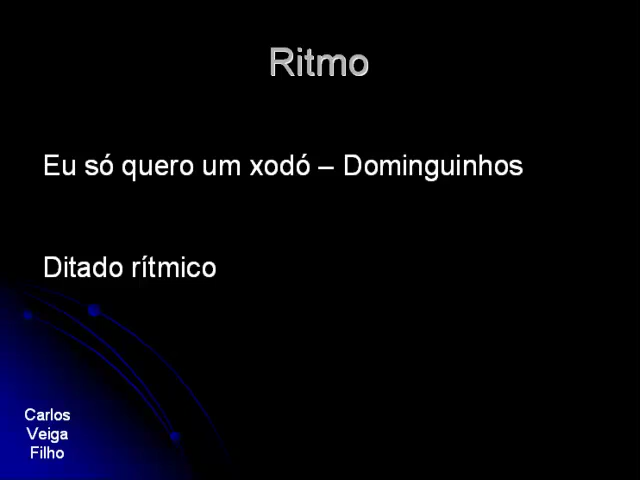 Ritmo
Eu só quero um xodó – Dominguinhos
Ditado rítmico
Carlos
Veiga
Filho